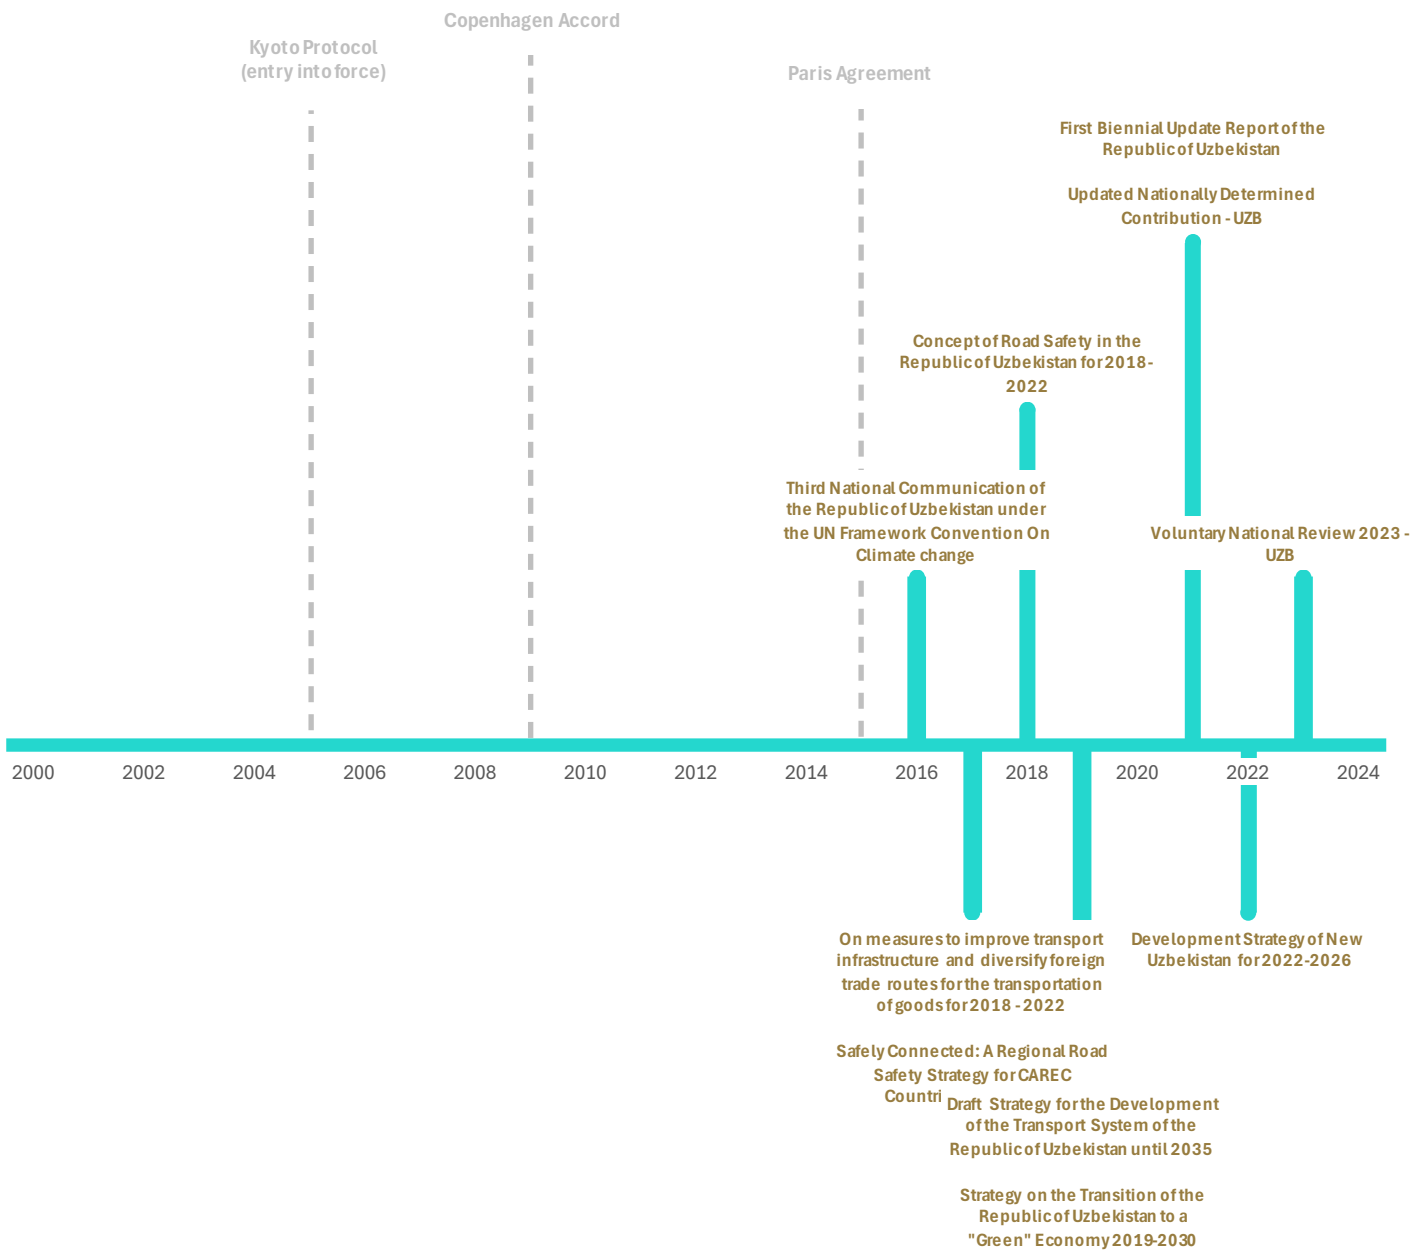 Copenhagen Accord
Kyoto Protocol
(entry into force)
Paris Agreement
First Biennial Update Report of the
Republic of Uzbekistan
Updated Nationally Determined
Contribution - UZB
Concept of Road Safety in the
Republic of Uzbekistan for 2018-
2022
Third National Communication of
the Republic of Uzbekistan under
the UN Framework Convention On
Climate change
Voluntary National Review 2023 -
UZB
2000 2002 2004 2006 2008 2010 2012 2014 2016 2018 2020 2022 2024
On measures to improve transport
infrastructure and diversify foreign
trade routes for the transportation
of goods for 2018 - 2022
Development Strategy of New
Uzbekistan for 2022-2026
Safely Connected: A Regional Road
Safety Strategy for CAREC
Countri
Draft Strategy for the Development
of the Transport System of the
Republic of Uzbekistan until 2035
Strategy on the Transition of the
Republic of Uzbekistan to a
"Green" Economy 2019-2030